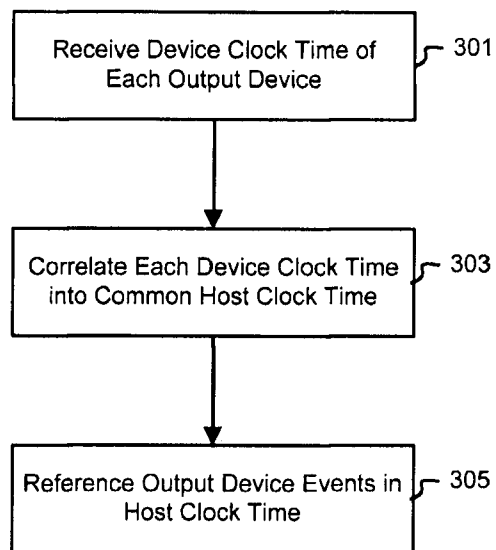 Receive Device Clock Time of
Each Output Device
301
Correlate Each Device Clock Time
into Common Host Clock Time
303
Reference Output Device Events in
Host Clock Time
305